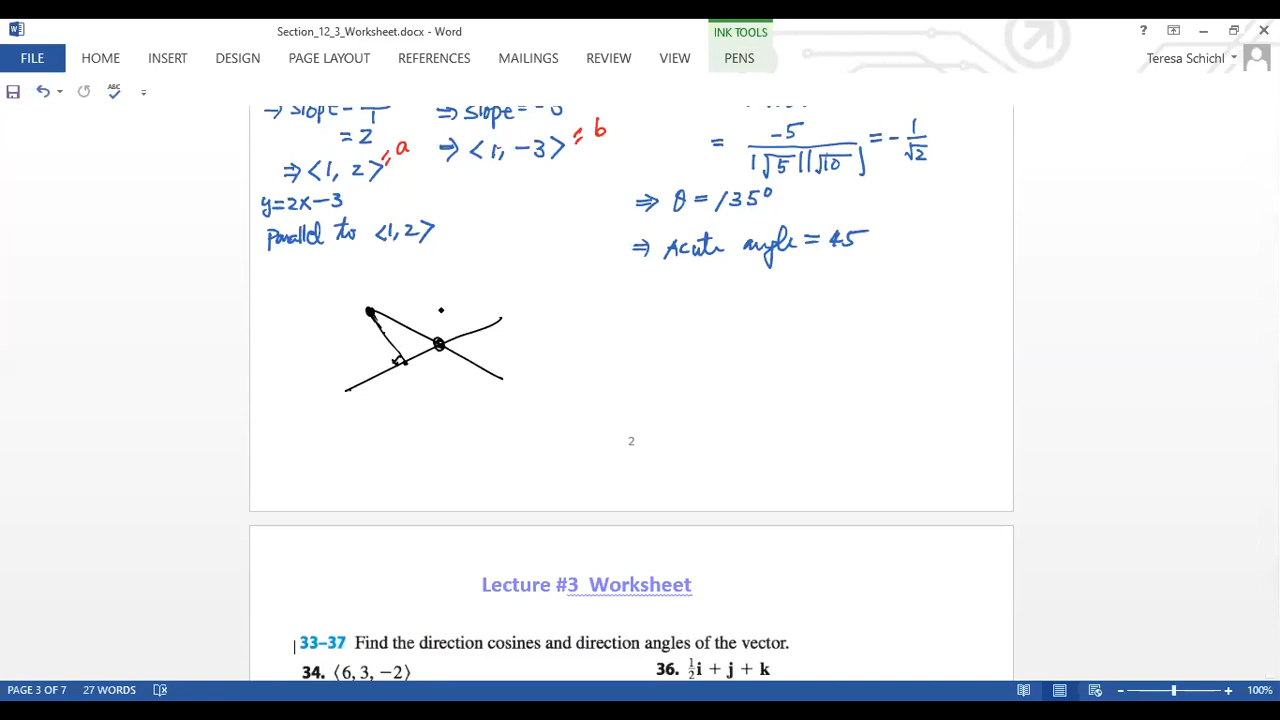 Section_12_3_Worksheet.docx - Word
INK TOOLS
FILE HOME INSERT DESIGN PAGE LAYOUT REFERENCES MAILINGS REVIEW VIEW PENS
Teresa Schichl
⇒ slope =
1
= 2
⇒ <1, 2> = a
⇒ slope =
⇒ <1, -3> = b
y=2x-3
Parallel to <1,2>
= -5 / |√5||√10| = - 1/√2
⇒ θ = 135°
⇒ Acute angle = 45
2
Lecture #3 Worksheet
33–37 Find the direction cosines and direction angles of the vector.
34. ⟨6, 3, −2⟩
36. ½i + j + k
PAGE 3 OF 7 27 WORDS
100%